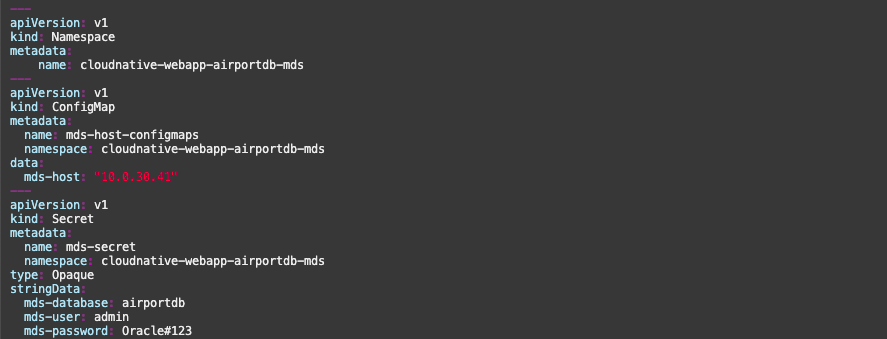 ---
apiVersion: v1
kind: Namespace
metadata:
    name: cloudnative-webapp-airportdb-mds
---
apiVersion: v1
kind: ConfigMap
metadata:
  name: mds-host-configmaps
  namespace: cloudnative-webapp-airportdb-mds
data:
  mds-host: "10.0.30.41"
---
apiVersion: v1
kind: Secret
metadata:
  name: mds-secret
  namespace: cloudnative-webapp-airportdb-mds
type: Opaque
stringData:
  mds-database: airportdb
  mds-user: admin
  mds-password: Oracle#123